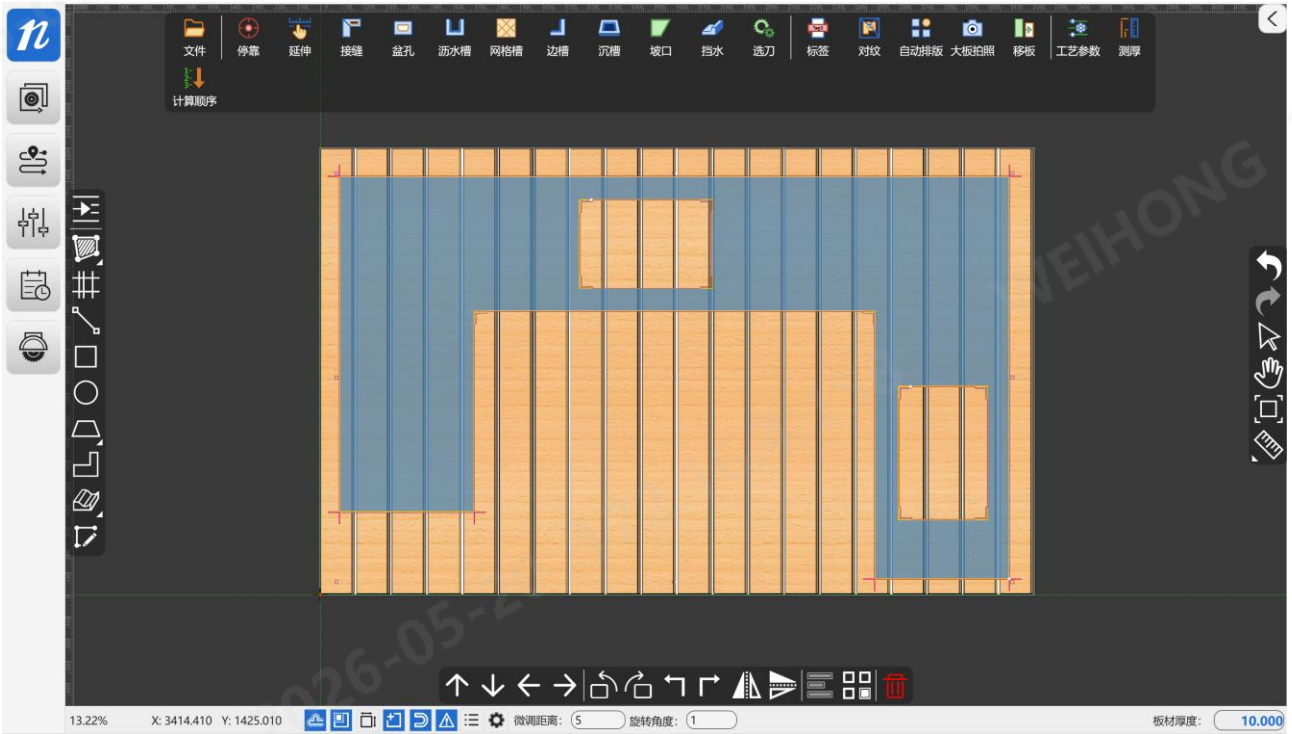 n
文件 停靠 延伸 接缝 盆孔 沥水槽 网格槽 边槽 沉槽 坡口 挡水 选刀 标签 对纹 自动排版 大板拍照 移板 工艺参数 测厚
计算顺序
WEIHONG
13.22% X: 3414.410 Y: 1425.010 微调距离: 5 旋转角度: 1 板材厚度: 10.000